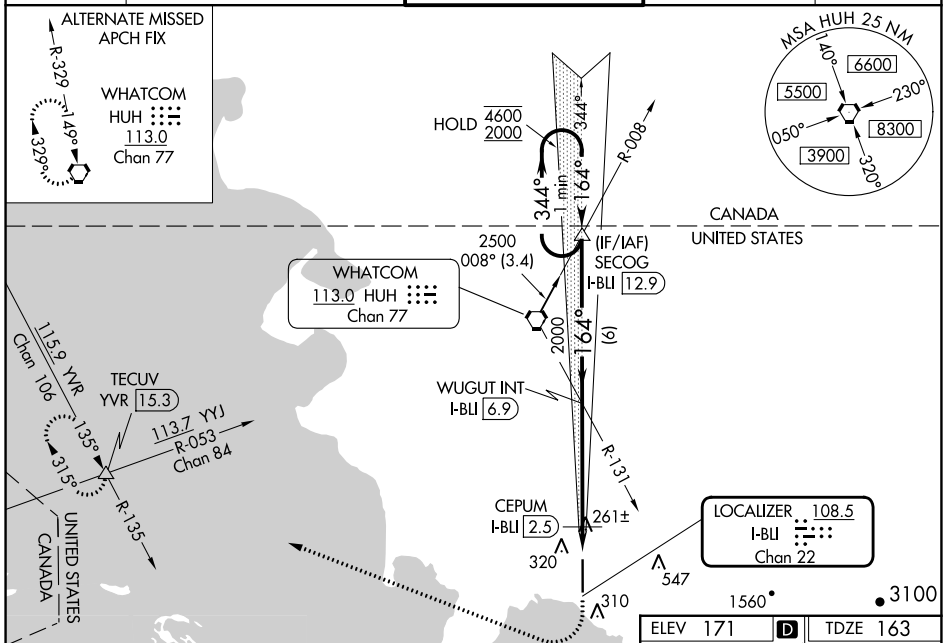 ALTERNATE MISSED
APCH FIX
R-329
149°
329°
WHATCOM
HUH
113.0
Chan 77
MSA HUH 25 NM
140°
6600
5500
230°
050°
8300
3900
320°
HOLD
4600
2000
344°
R-008
344°
1 min
164°
CANADA
UNITED STATES
2500
008° (3.4)
(IF/IAF)
SECOG
I-BLI 12.9
WHATCOM
113.0 HUH
Chan 77
2000
164°
(6)
115.9 YVR
Chan 106
TECUV
YVR 15.3
WUGUT INT
I-BLI 6.9
113.7 YYJ
R-053
Chan 84
135°
315°
R-131
R-135
CEPUM
I-BLI 2.5
261±
LOCALIZER 108.5
I-BLI
Chan 22
UNITED STATES
CANADA
320
547
310
1560
3100
ELEV 171
D
TDZE 163